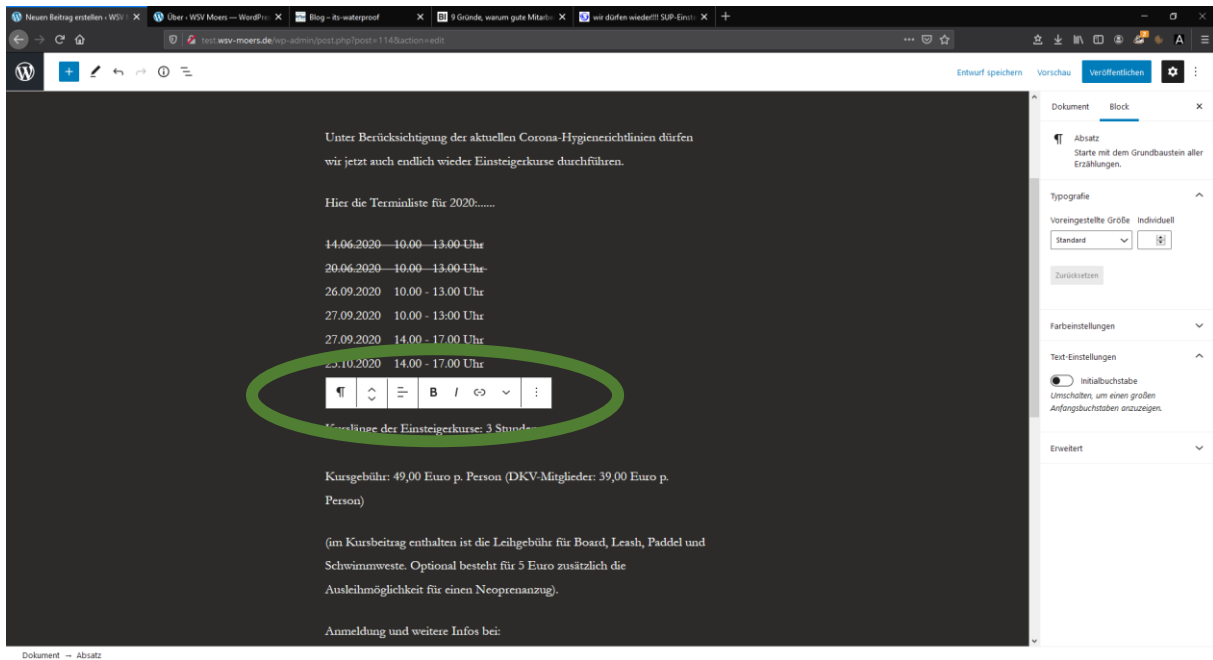 Neuen Beitrag erstellen ‹ WSV
Über ‹ WSV Moers — WordPre
Blog – its-waterproof
BI 9 Gründe, warum gute Mitarbe
wir dürfen wieder!!!! SUP-Einst
test.wsv-moers.de/wp-admin/post.php?post=114&action=edit
Entwurf speichern Vorschau Veröffentlichen
Dokument Block
Unter Berücksichtigung der aktuellen Corona-Hygienerichtlinien dürfen
wir jetzt auch endlich wieder Einsteigerkurse durchführen.
Hier die Terminliste für 2020:......
14.06.2020 10.00 - 13.00 Uhr
20.06.2020 10.00 - 13.00 Uhr
26.09.2020 10.00 - 13.00 Uhr
27.09.2020 10.00 - 13:00 Uhr
27.09.2020 14.00 - 17.00 Uhr
25.10.2020 14.00 - 17.00 Uhr
B I
Kurslänge der Einsteigerkurse: 3 Stunden
Kursgebühr: 49,00 Euro p. Person (DKV-Mitglieder: 39,00 Euro p.
Person)
(im Kursbeitrag enthalten ist die Leihgebühr für Board, Leash, Paddel und
Schwimmweste. Optional besteht für 5 Euro zusätzlich die
Ausleihmöglichkeit für einen Neoprenanzug).
Anmeldung und weitere Infos bei:
Absatz
Starte mit dem Grundbaustein aller
Erzählungen.
Typografie
Voreingestellte Größe Individuell
Standard
Zurücksetzen
Farbeinstellungen
Text-Einstellungen
Initialbuchstabe
Umschalten, um einen großen
Anfangsbuchstaben anzuzeigen.
Erweitert
Dokument → Absatz